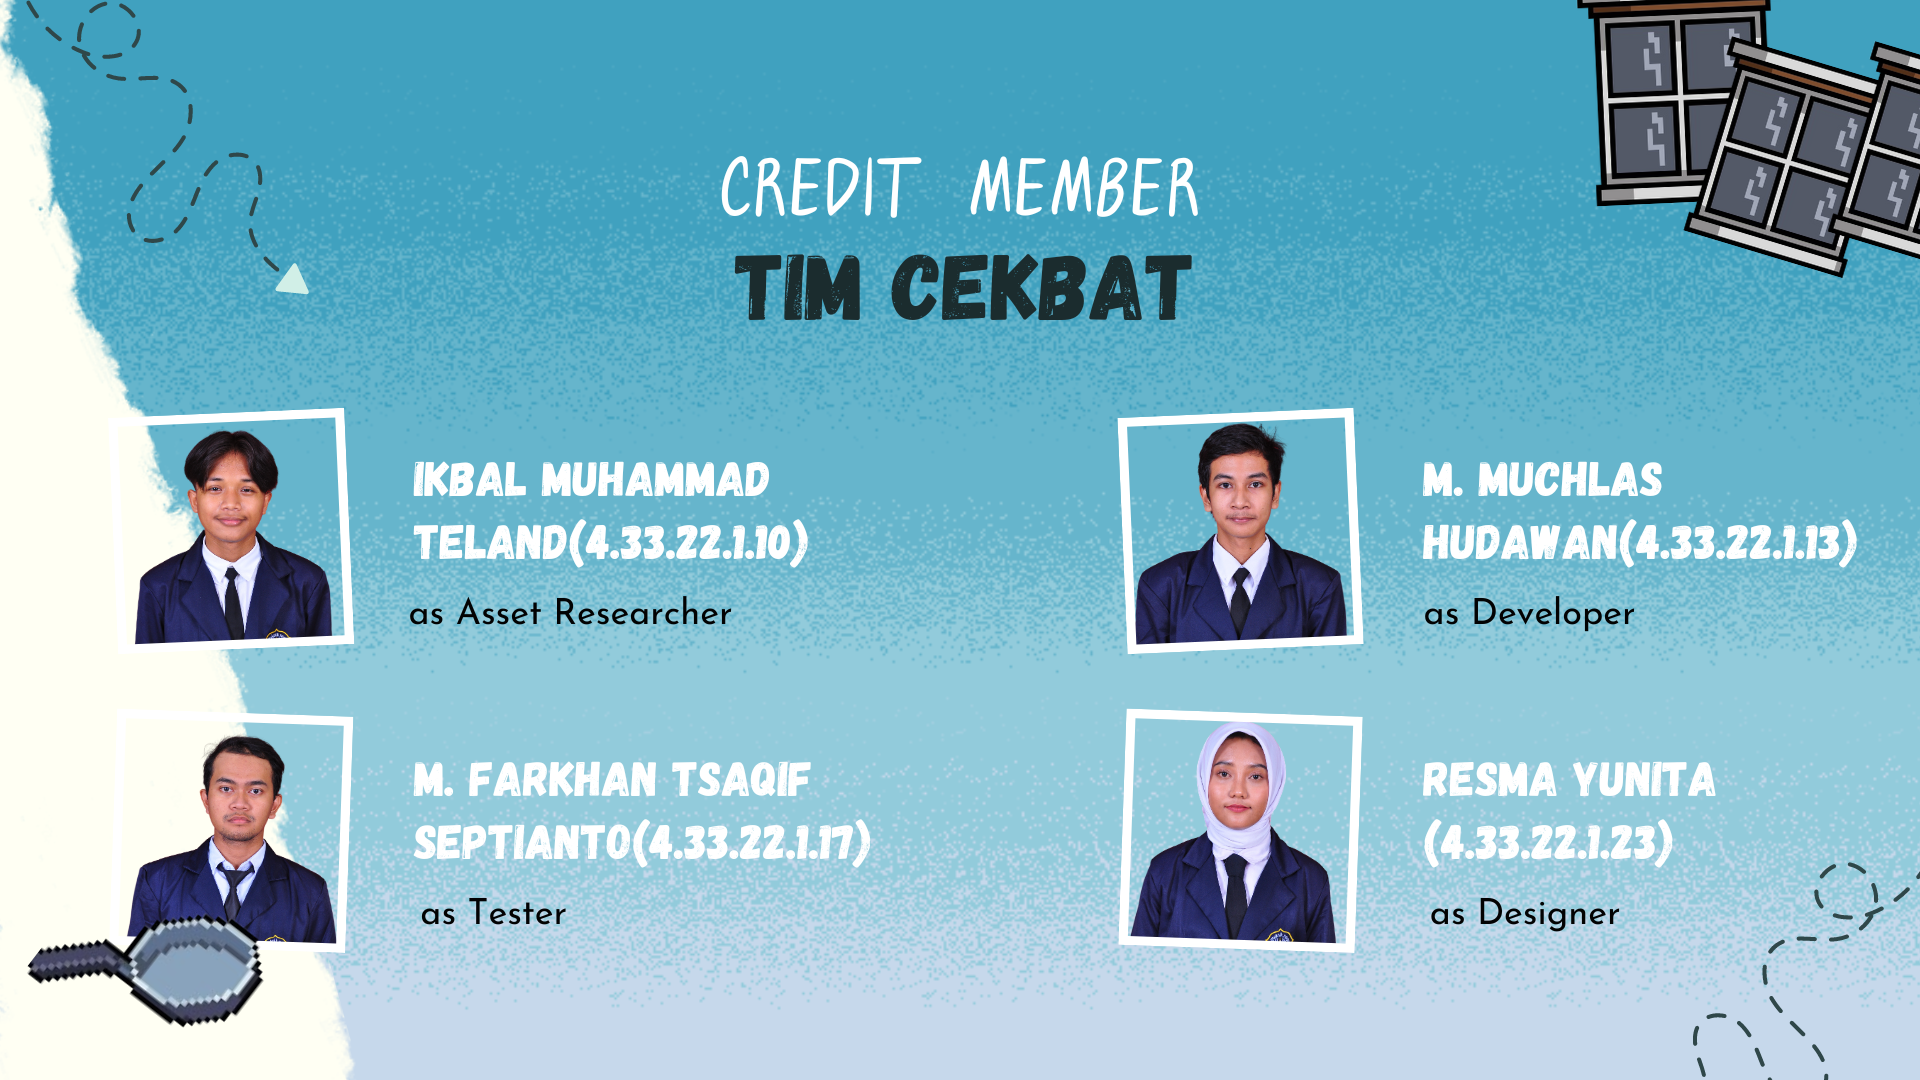 CREDIT MEMBER
TIM CEKBAT
IKBAL MUHAMMAD
TELAND(4.33.22.1.10)
as Asset Researcher
M. MUCHLAS
HUDAWAN(4.33.22.1.13)
as Developer
M. FARKHAN TSAQIF
SEPTIANTO(4.33.22.1.17)
as Tester
RESMA YUNITA
(4.33.22.1.23)
as Designer